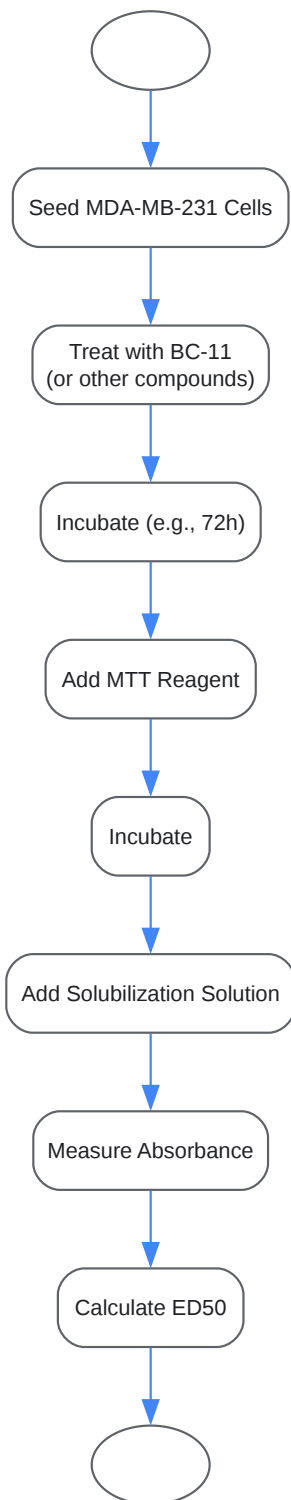 Seed MDA-MB-231 Cells
Treat with BC-11
(or other compounds)
Incubate (e.g., 72h)
Add MTT Reagent
Incubate
Add Solubilization Solution
Measure Absorbance
Calculate ED50